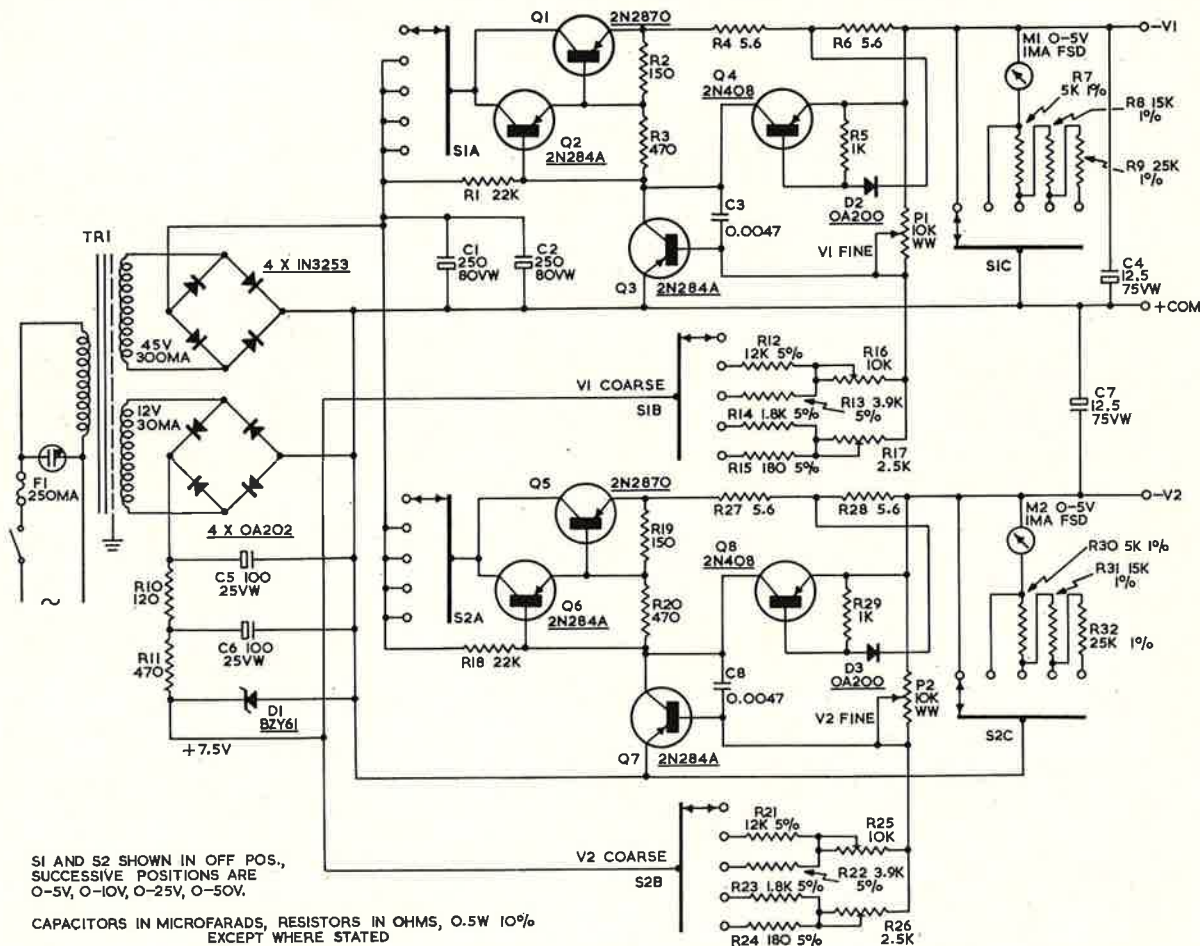 Q1
2N2870
R2
150
R4 5.6
R6 5.6
-V1
M1 0-5V
1MA FSD
R7
5K 1%
R8 15K
1%
R9 25K
1%
Q4
2N408
R5
1K
S1A
Q2
2N284A
R3
470
R1 22K
D2
OA200
C3
0.0047
P1
10K
WW
V1 FINE
TR1
4 X IN3253
C1
250
80VW
C2
250
80VW
Q3
2N284A
S1C
C4
12.5
75VW
+COM
45V
300MA
12V
30MA
V1 COARSE
S1B
R12
12K 5%
R16
10K
R13 3.9K
5%
R14 1.8K 5%
R15 180 5%
R17
2.5K
C7
12.5
75VW
F1
250MA
4 X OA202
Q5
2N2870
R19
150
R27 5.6
R28 5.6
-V2
M2 0-5V
1MA FSD
R30 5K 1%
R31 15K
1%
R32
25K 1%
Q8
2N408
R29
1K
R10
120
C5 100
25VW
S2A
Q6
2N284A
R20
470
R11
470
C6 100
25VW
R18 22K
D3
OA200
C8
0.0047
P2
10K
WW
V2 FINE
D1
BZY61
+7.5V
Q7
2N284A
S2C
V2 COARSE
S2B
R21
12K 5%
R25
10K
R22 3.9K
5%
R23 1.8K 5%
R24 180 5%
R26
2.5K
S1 AND S2 SHOWN IN OFF POS.,
SUCCESSIVE POSITIONS ARE
0-5V, 0-10V, 0-25V, 0-50V.
CAPACITORS IN MICROFARADS, RESISTORS IN OHMS, 0.5W 10%
EXCEPT WHERE STATED